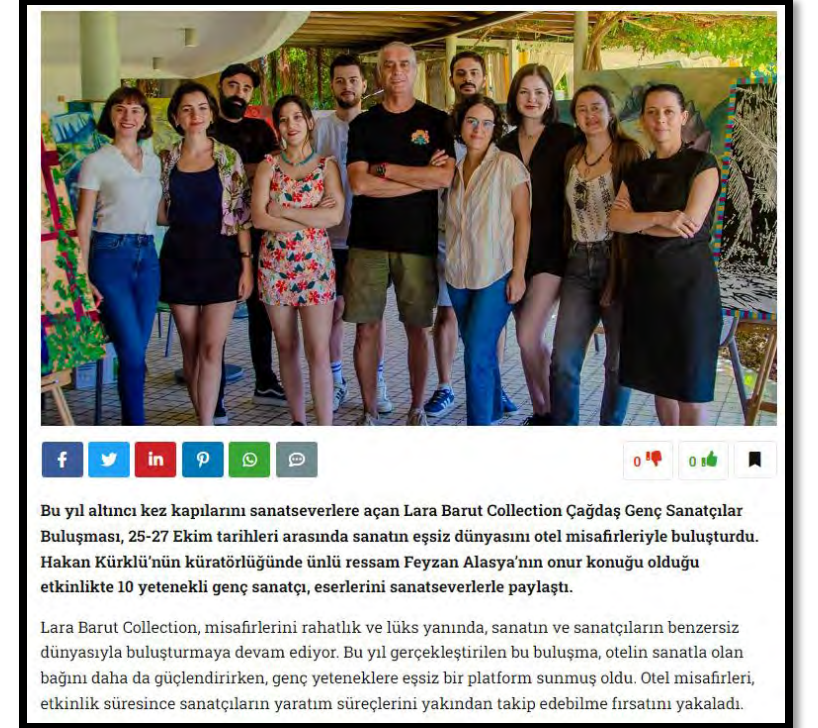 0
0
Bu yıl altıncı kez kapılarını sanatseverlere açan Lara Barut Collection Çağdaş Genç Sanatçılar
Buluşması, 25-27 Ekim tarihleri arasında sanatın eşsiz dünyasını otel misafirleriyle buluşturdu.
Hakan Kürklü'nün küratörlüğünde ünlü ressam Feyzan Alasya'nın onur konuğu olduğu
etkinlikte 10 yetenekli genç sanatçı, eserlerini sanatseverlerle paylaştı.
Lara Barut Collection, misafirlerini rahatlık ve lüks yanında, sanatın ve sanatçıların benzersiz
dünyasıyla buluşturmaya devam ediyor. Bu yıl gerçekleştirilen bu buluşma, otelin sanatla olan
bağını daha da güçlendirirken, genç yeteneklere eşsiz bir platform sunmuş oldu. Otel misafirleri,
etkinlik süresince sanatçıların yaratım süreçlerini yakından takip edebilme fırsatını yakaladı.